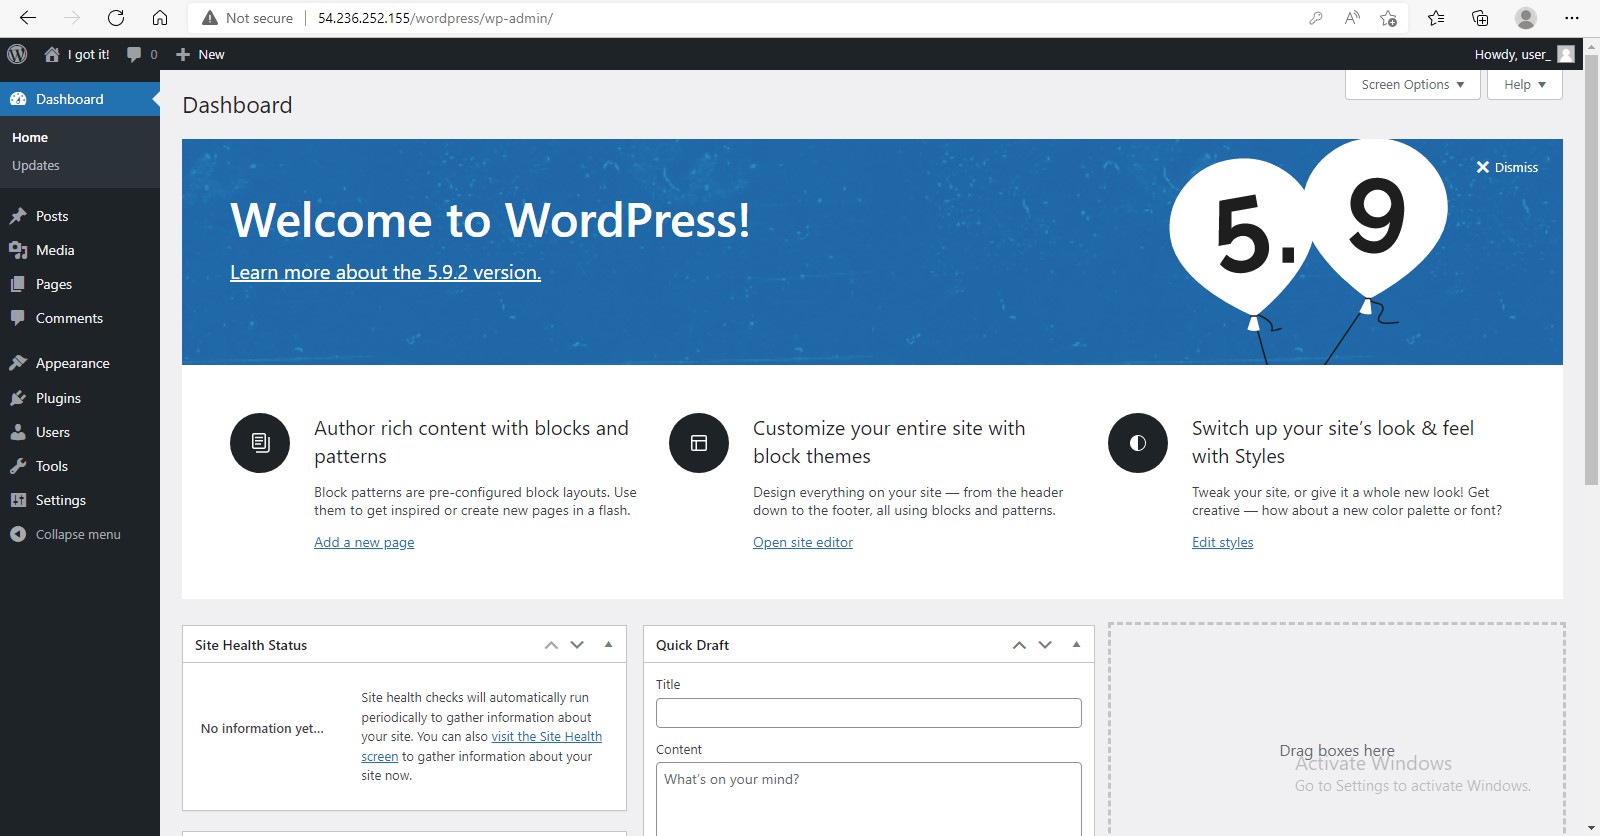 Not secure
54.236.252.155/wordpress/wp-admin/
I got it!
0
New
Howdy, user_
Dashboard
Home
Updates
Posts
Media
Pages
Comments
Appearance
Plugins
Users
Tools
Settings
Collapse menu
Screen Options
Help
Dashboard
Dismiss
Welcome to WordPress!
Learn more about the 5.9.2 version.
5.9
Author rich content with blocks and
patterns
Block patterns are pre-configured block layouts. Use
them to get inspired or create new pages in a flash.
Add a new page
Customize your entire site with
block themes
Design everything on your site — from the header
down to the footer, all using blocks and patterns.
Open site editor
Switch up your site’s look & feel
with Styles
Tweak your site, or give it a whole new look! Get
creative — how about a new color palette or font?
Edit styles
Site Health Status
No information yet...
Site health checks will automatically run
periodically to gather information about
your site. You can also visit the Site Health
screen to gather information about your
site now.
Quick Draft
Title
Content
What’s on your mind?
Drag boxes here
Activate Windows
Go to Settings to activate Windows.